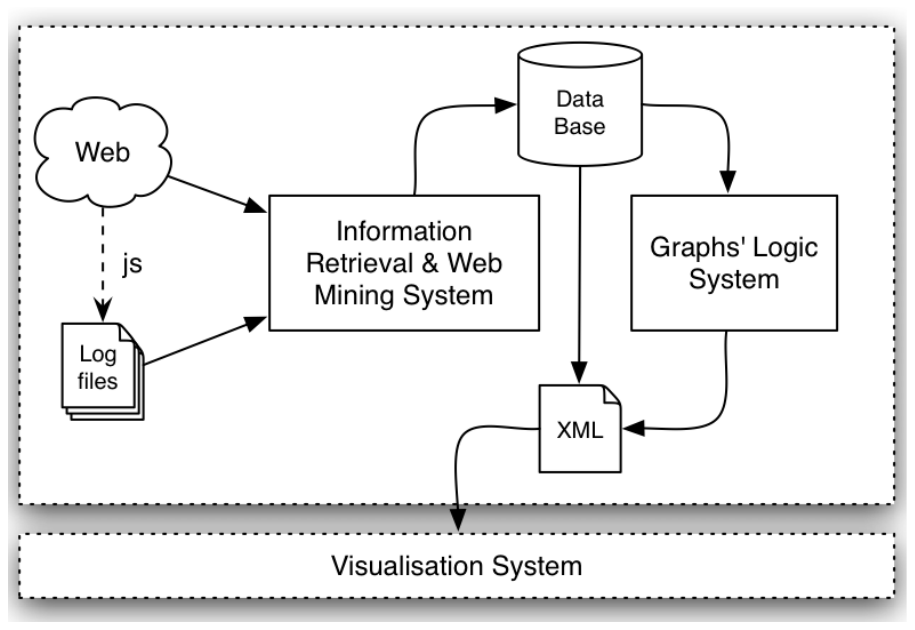 Web
js
Log
files
Information
Retrieval & Web
Mining System
Data
Base
Graphs' Logic
System
XML
Visualisation System